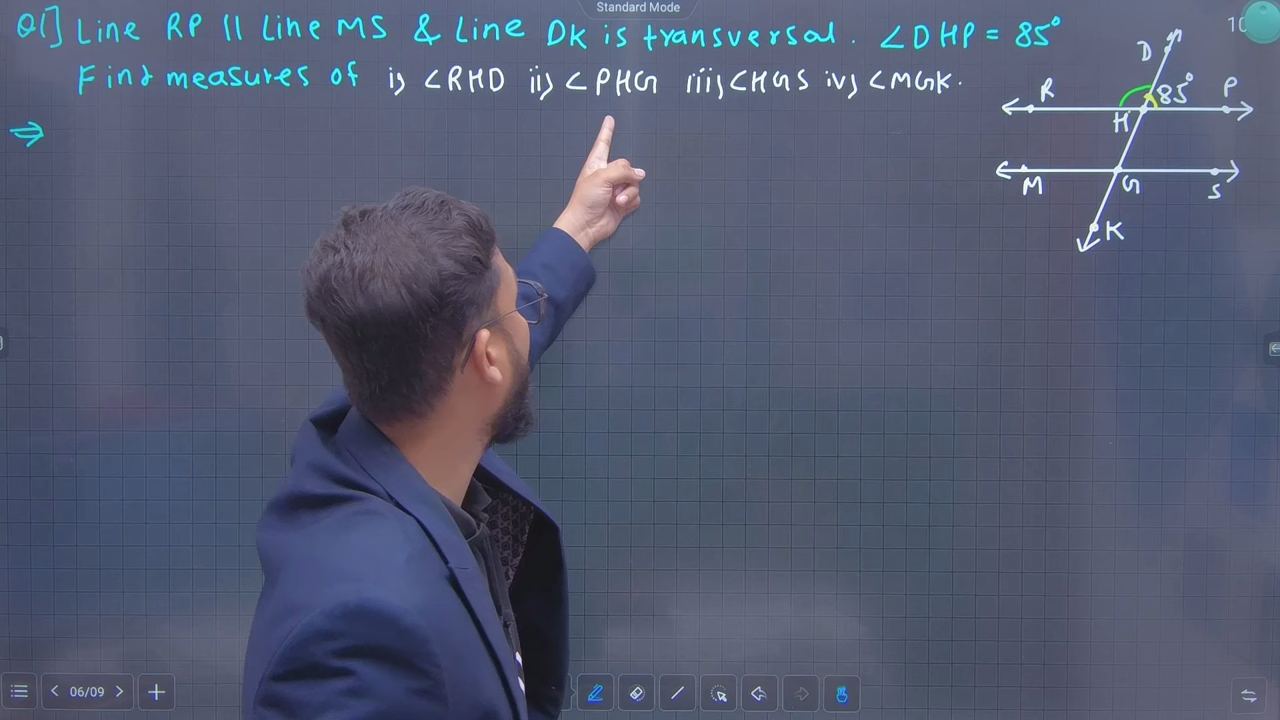 Standard Mode
Q1] Line RP || Line MS & Line DK is transversal. ∠DHP = 85°
Find measures of i) ∠RHD ii) ∠PHG iii) ∠HGS iv) ∠MGK.
⇒
10
D
R
85°
P
H
M
G
S
K
06/09